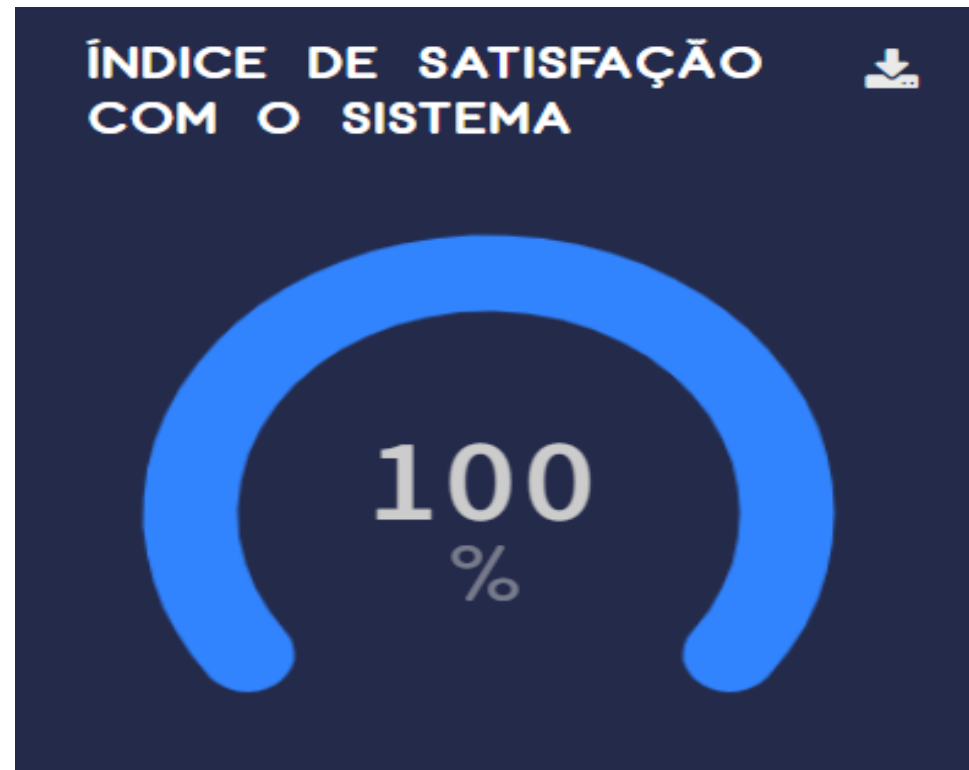 ÍNDICE DE SATISFAÇÃO
COM O SISTEMA
100
%